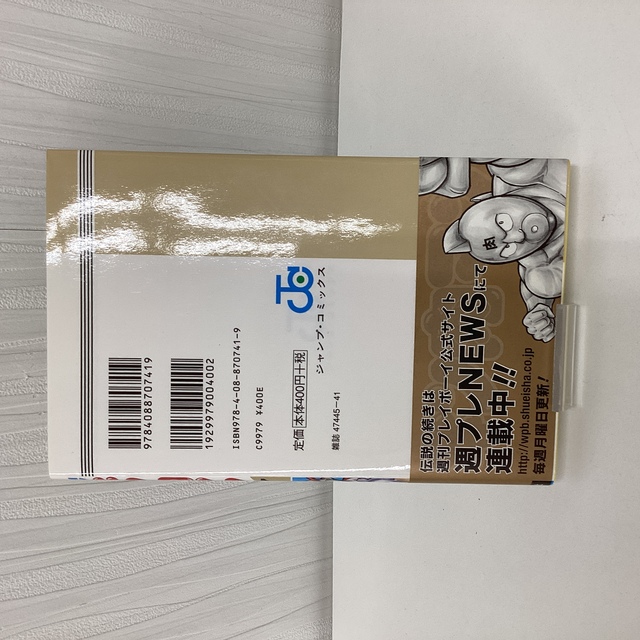 9784088707419
1929979004002
ISBN978-4-08-870741-9
C9979 ¥400E
定価 本体400円+税
雑誌 47445-41
JC
ジャンプ・コミックス
肉
伝説の続きは
週刊プレイボーイ公式サイト
週プレNEWSにて
連載中!!
http://wpb.shueisha.co.jp
毎週月曜日更新!